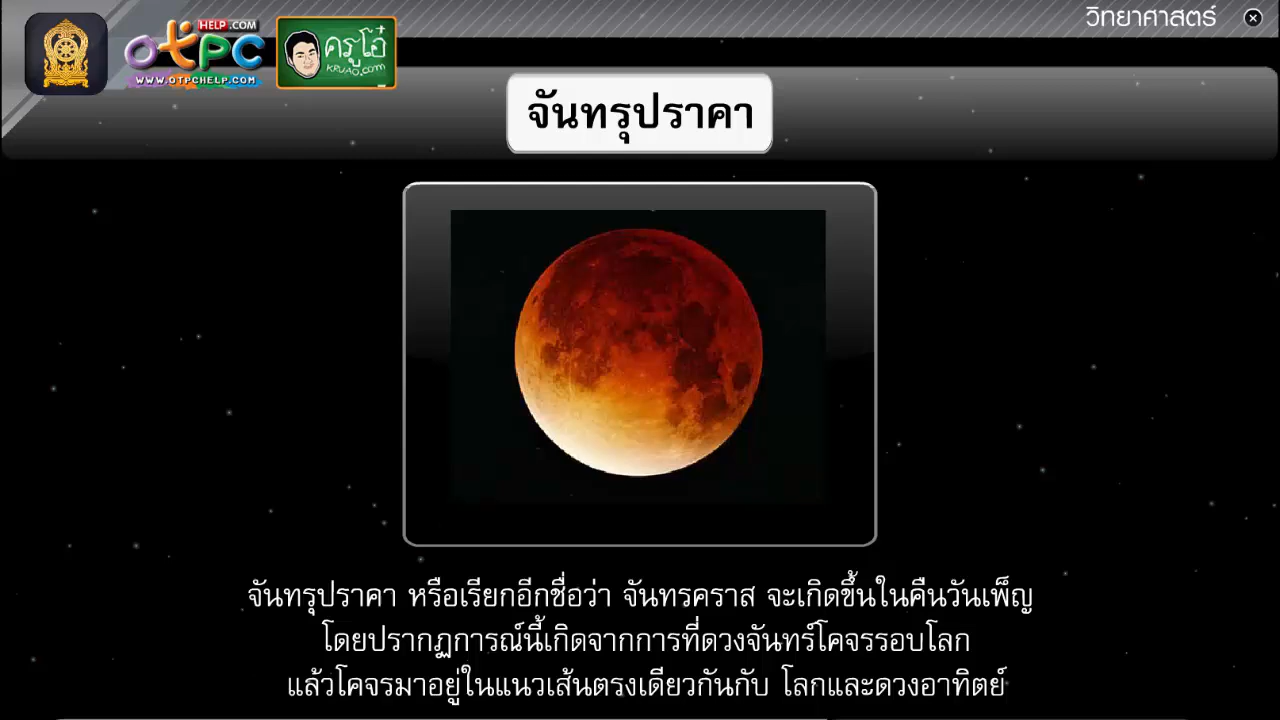 วิทยาศาสตร์
HELP.COM
OTPC
WWW.OTPCHELP.COM
ครูโอ๋
KRUAO.COM
จันทรุปราคา
จันทรุปราคา หรือเรียกอีกชื่อว่า จันทรคราส จะเกิดขึ้นในคืนวันเพ็ญ
โดยปรากฏการณ์นี้เกิดจากการที่ดวงจันทร์โคจรรอบโลก
แล้วโคจรมาอยู่ในแนวเส้นตรงเดียวกันกับ โลกและดวงอาทิตย์